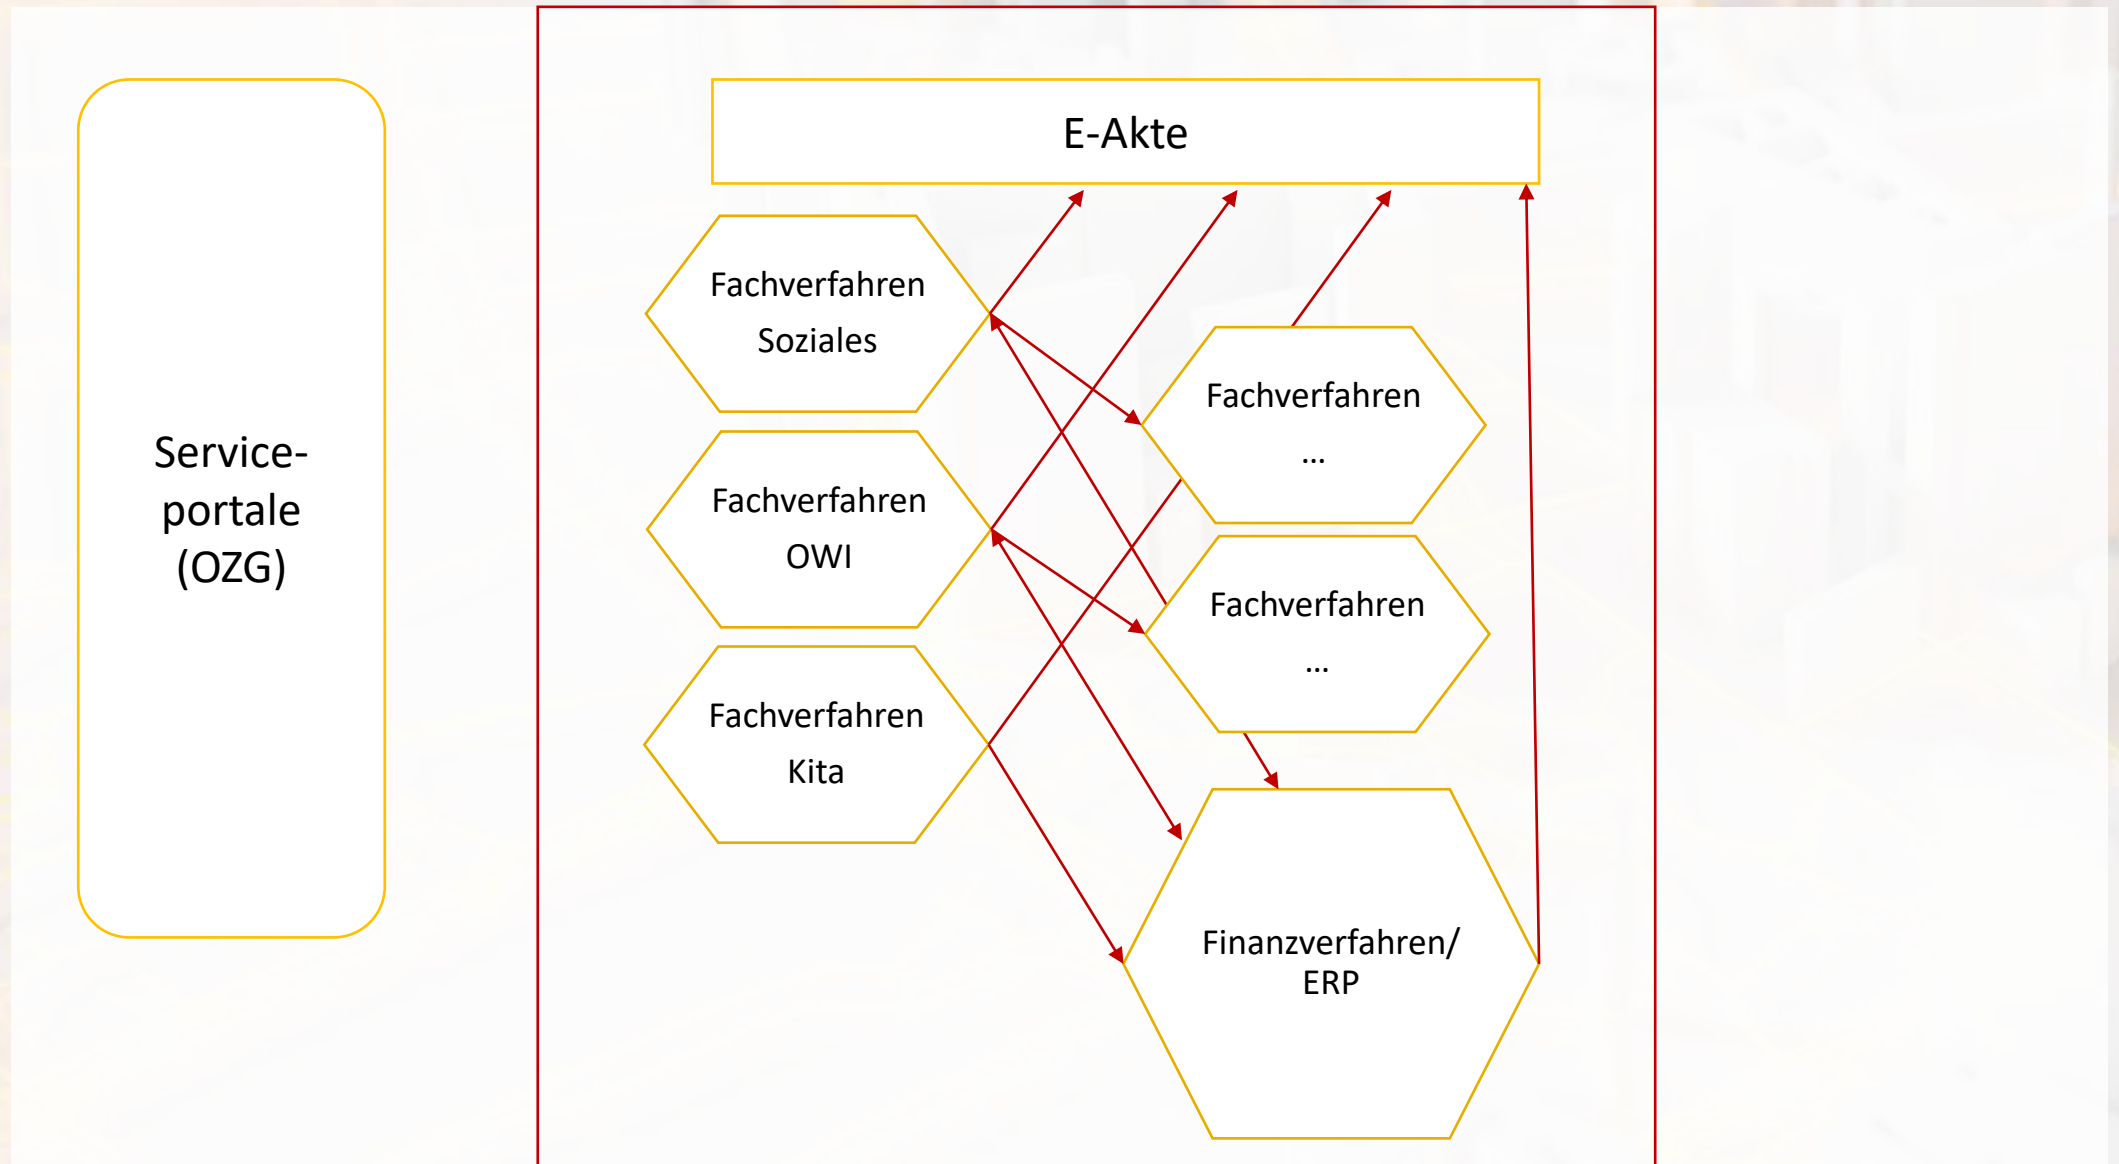 Service-
portale
(OZG)
E-Akte
Fachverfahren
Soziales
Fachverfahren
OWI
Fachverfahren
Kita
Fachverfahren
...
Fachverfahren
...
Finanzverfahren/
ERP